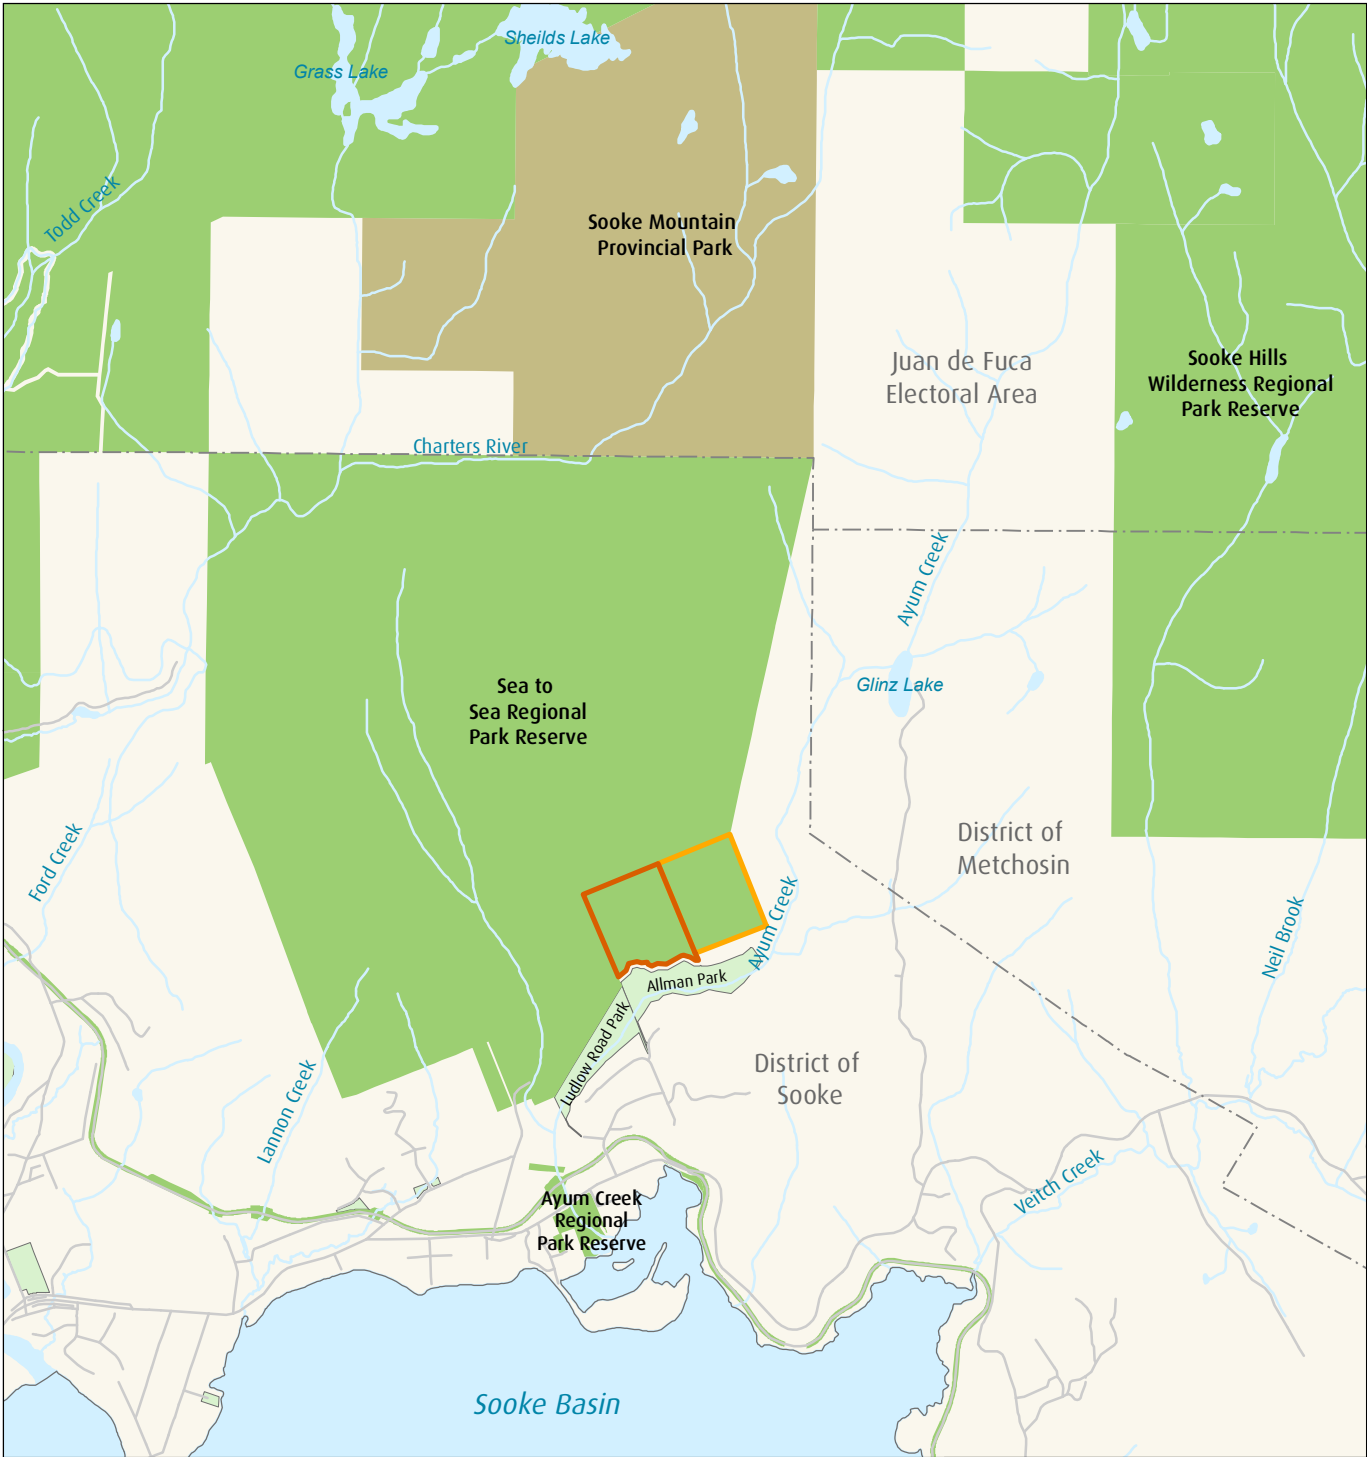 Sheilds Lake
Grass Lake
Todd Creek
Sooke Mountain
Provincial Park
Juan de Fuca
Electoral Area
Sooke Hills
Wilderness Regional
Park Reserve
Charters River
Ayum Creek
Glinz Lake
Sea to
Sea Regional
Park Reserve
District of
Metchosin
Ford Creek
Ayum Creek
Neil Brook
Allman Park
Ludlow Road Park
District of
Sooke
Lannon Creek
Veitch Creek
Ayum Creek
Regional
Park Reserve
Sooke Basin